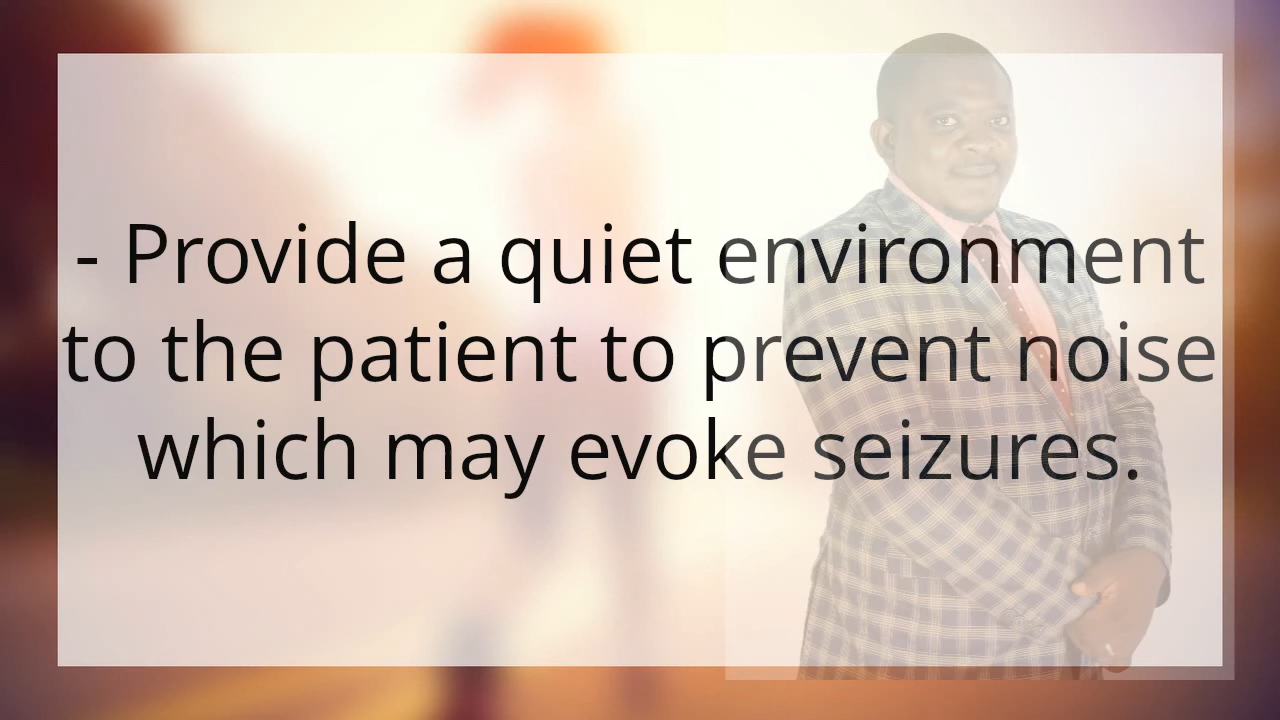 - Provide a quiet environment
to the patient to prevent noise
which may evoke seizures.